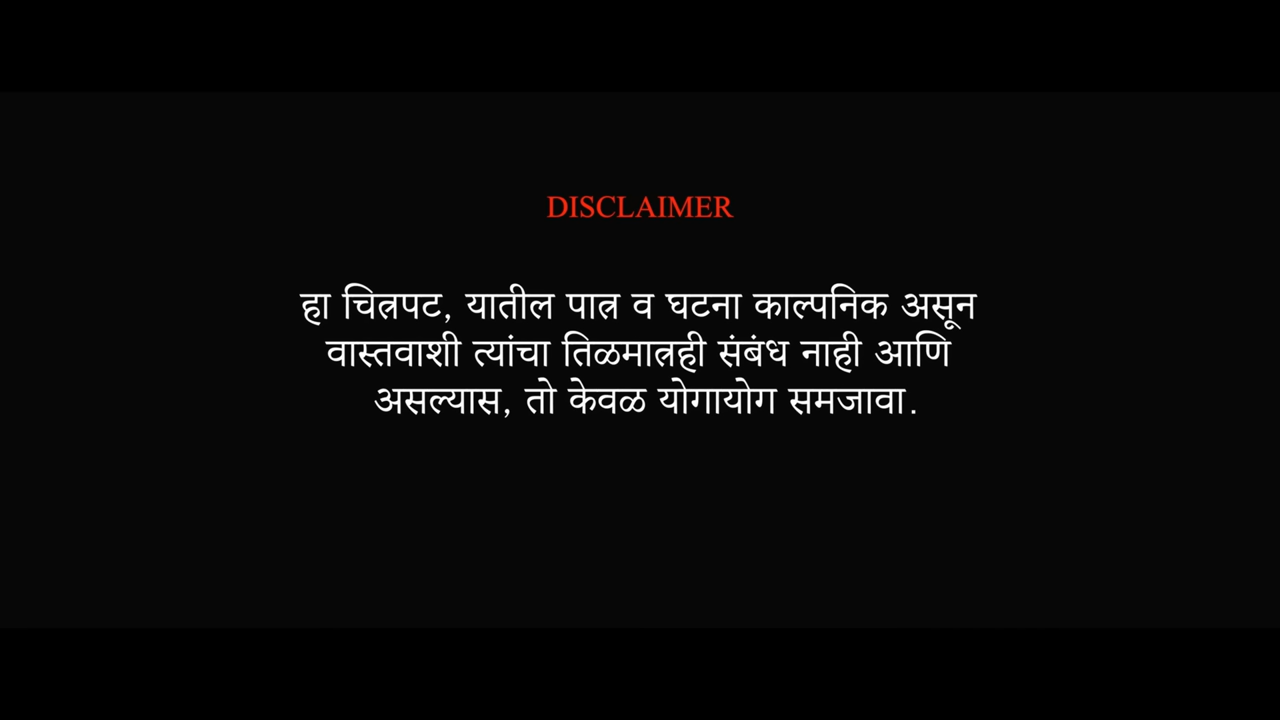 DISCLAIMER
हा चित्रपट, यातील पात्र व घटना काल्पनिक असून
वास्तवाशी त्यांचा तिळमात्रही संबंध नाही आणि
असल्यास, तो केवळ योगायोग समजावा.